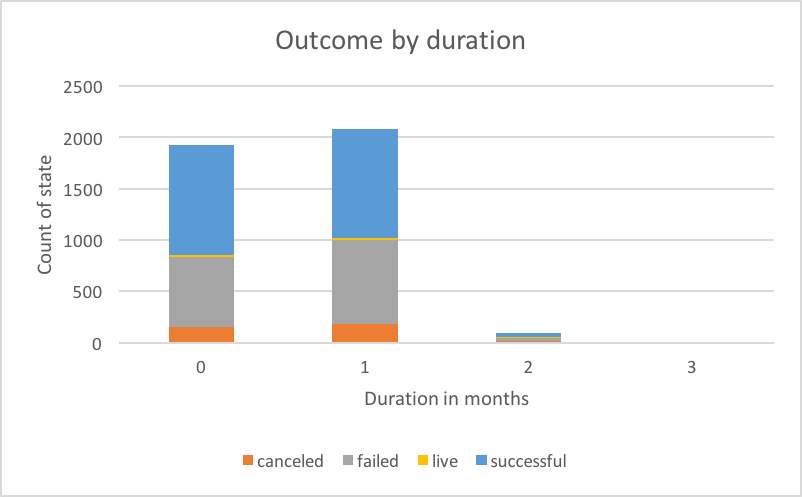 Outcome by duration
Count of state
2500
2000
1500
1000
500
0
0 1 2 3
Duration in months
canceled failed live successful